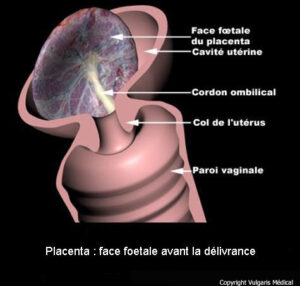 Face fœtale
du placenta
Cavité utérine
Cordon ombilical
Col de l'utérus
Paroi vaginale
Placenta : face foetale avant la délivrance
Copyright Vulgaris Médical